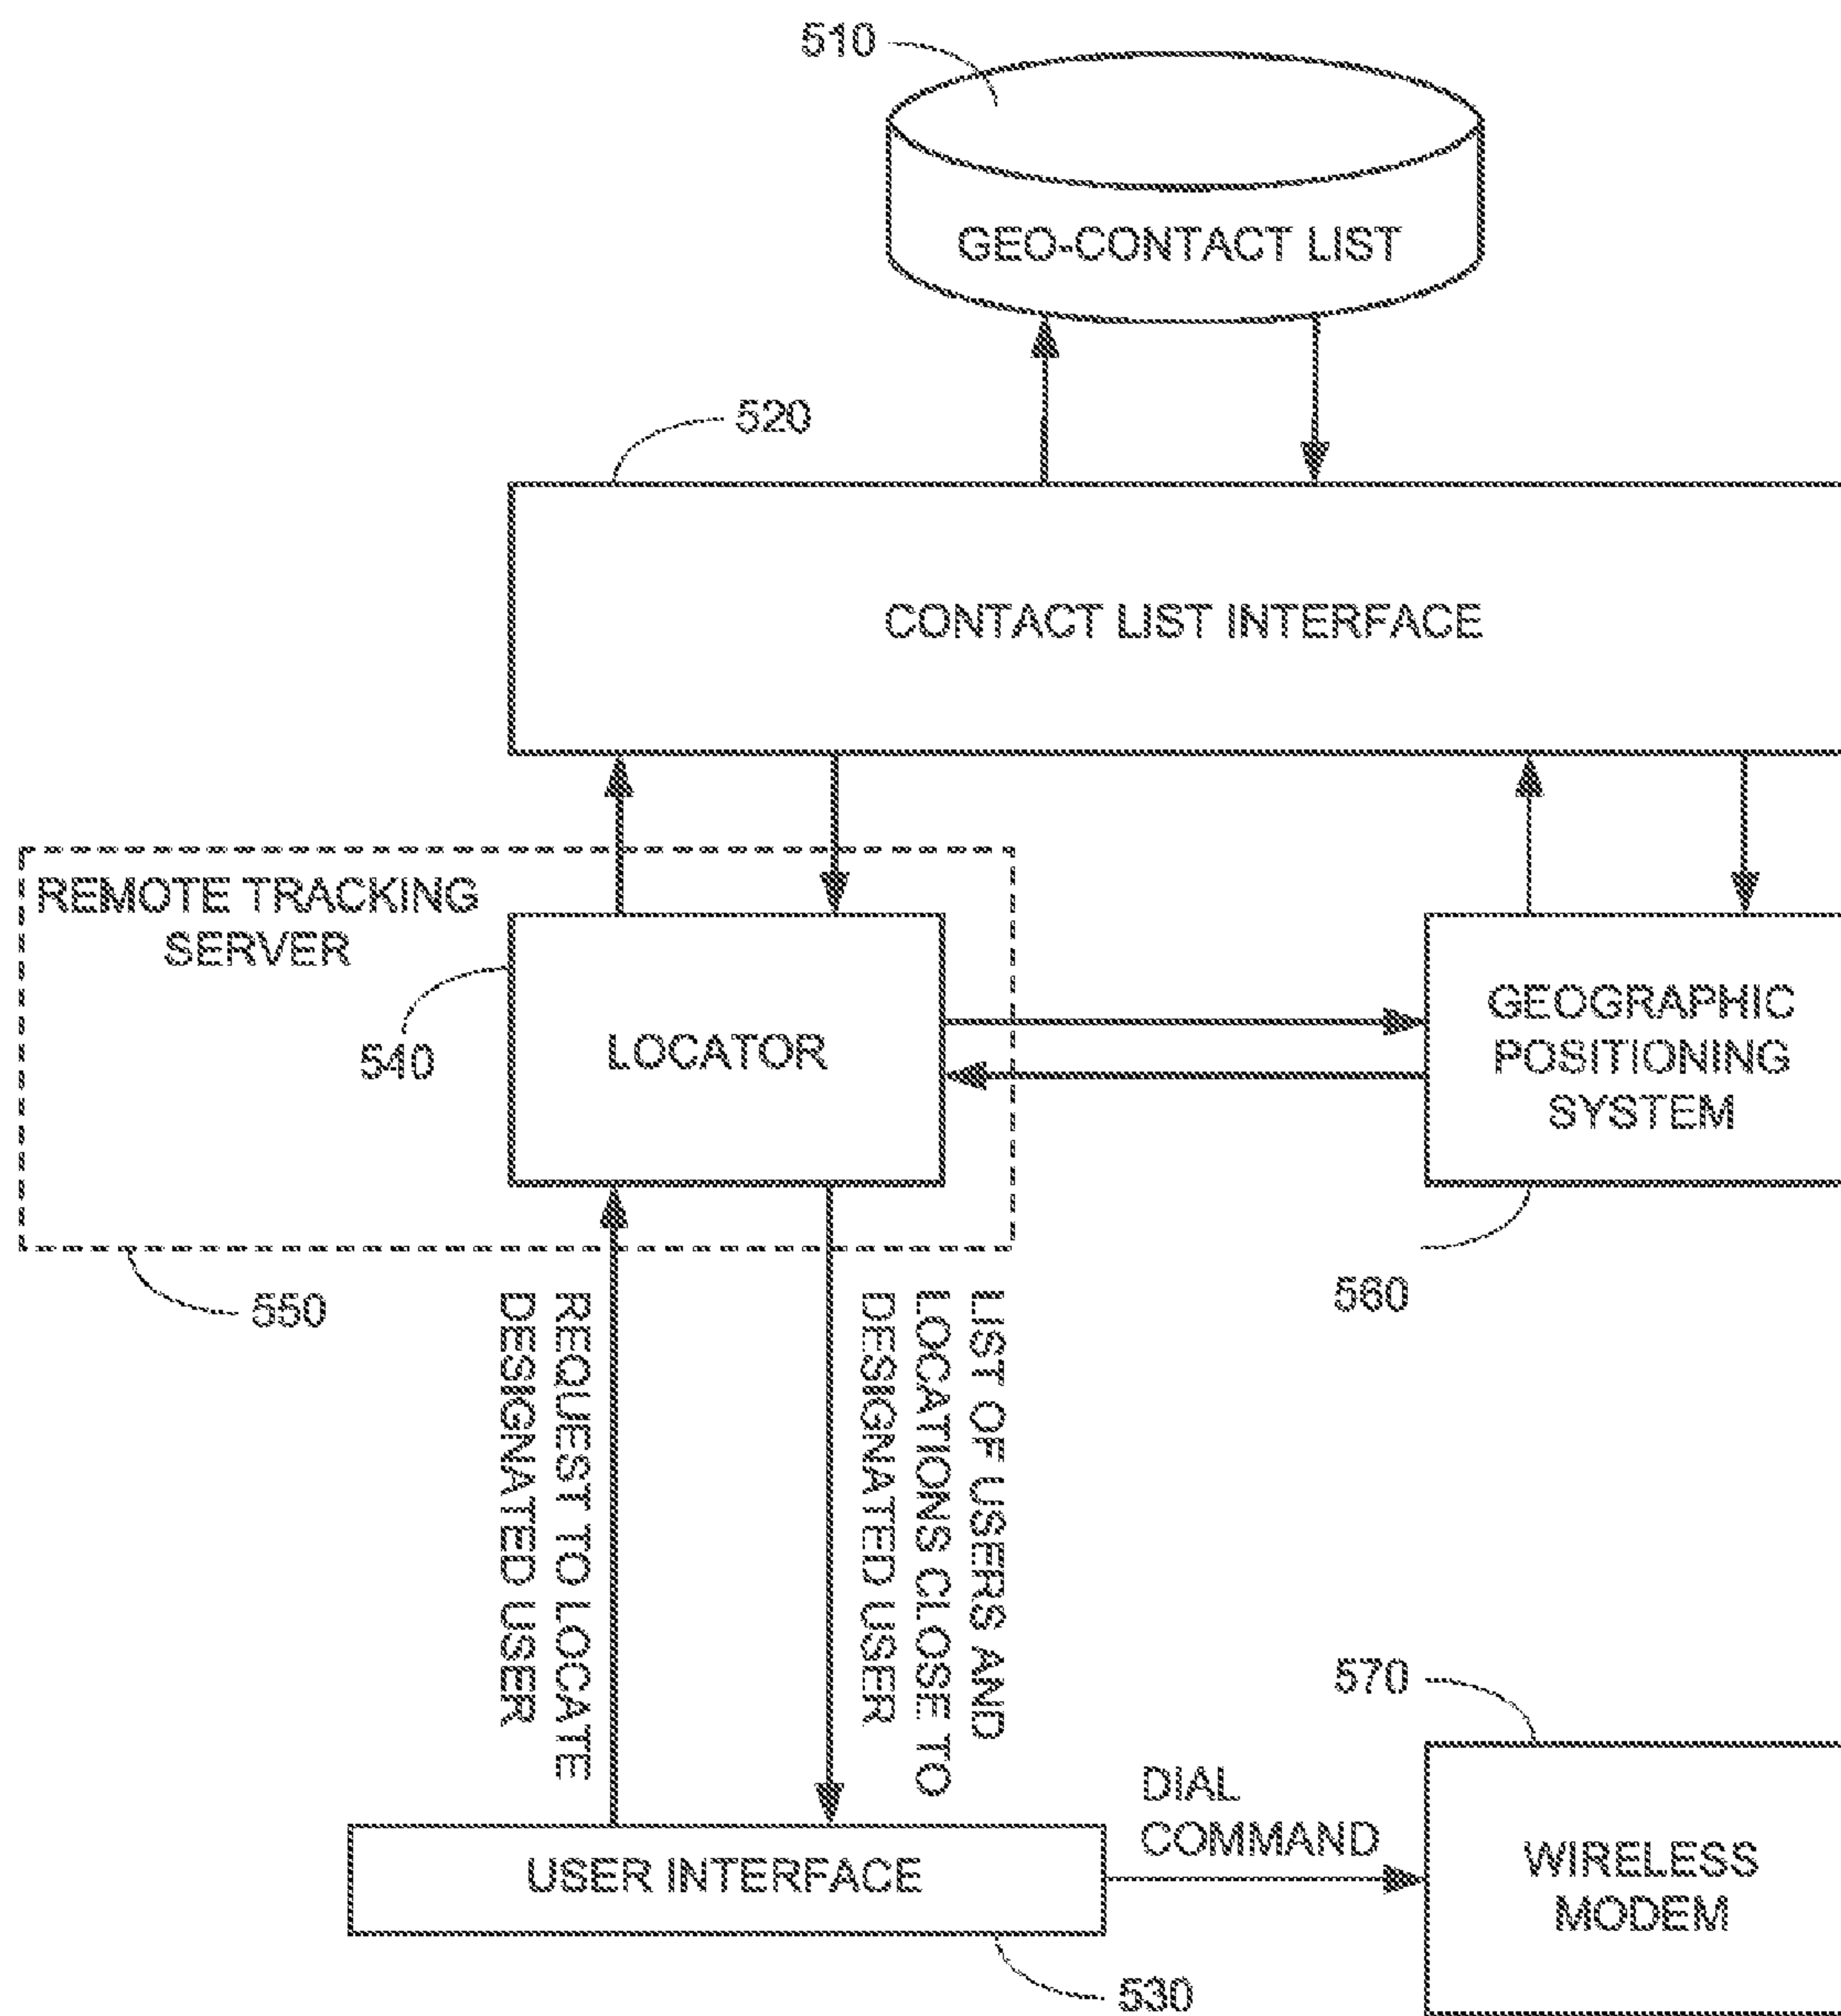 510
GEO-CONTACT LIST
520
CONTACT LIST INTERFACE
REMOTE TRACKING
SERVER
540
LOCATOR
GEOGRAPHIC
POSITIONING
SYSTEM
550
560
REQUEST TO LOCATE
DESIGNATED USER
LIST OF USERS AND
LOCATIONS CLOSE TO
DESIGNATED USER
570
DIAL
COMMAND
USER INTERFACE
WIRELESS
MODEM
530